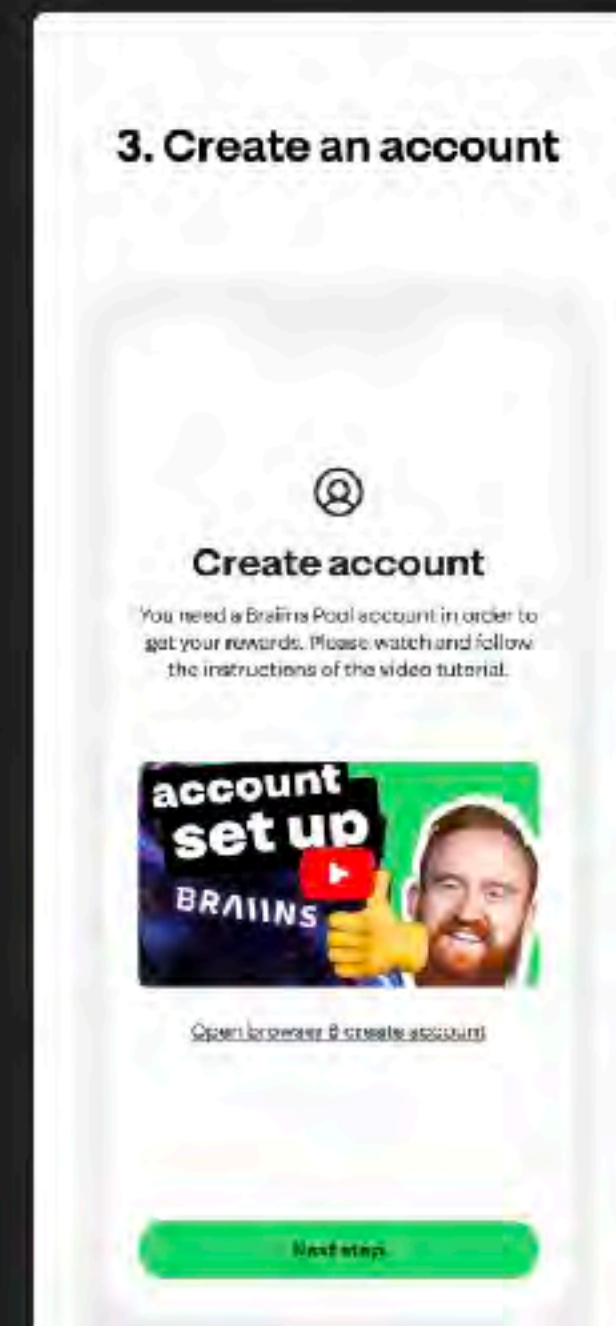 3. Create an account
Create account
You need a Braiins Pool account in order to
get your rewards. Please watch and follow
the instructions of the video tutorial.
account
set up
BRAIINS
Open browser & create account
Next step